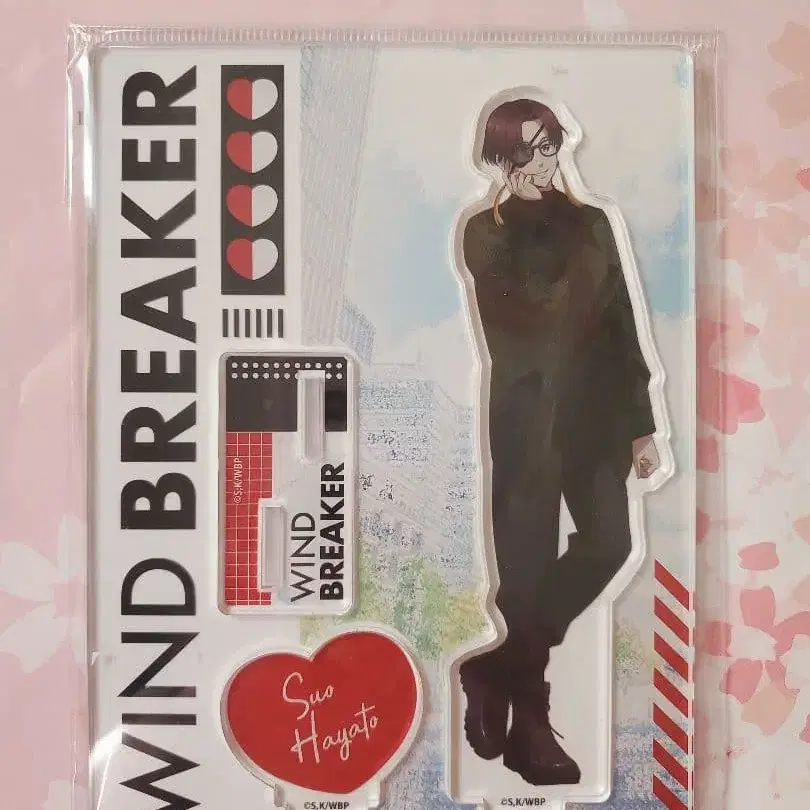 WIND BREAKER
©S,K/WBP
WIND
BREAKER
Suo
Hayato
©S,K/WBP
©S,K/WBP